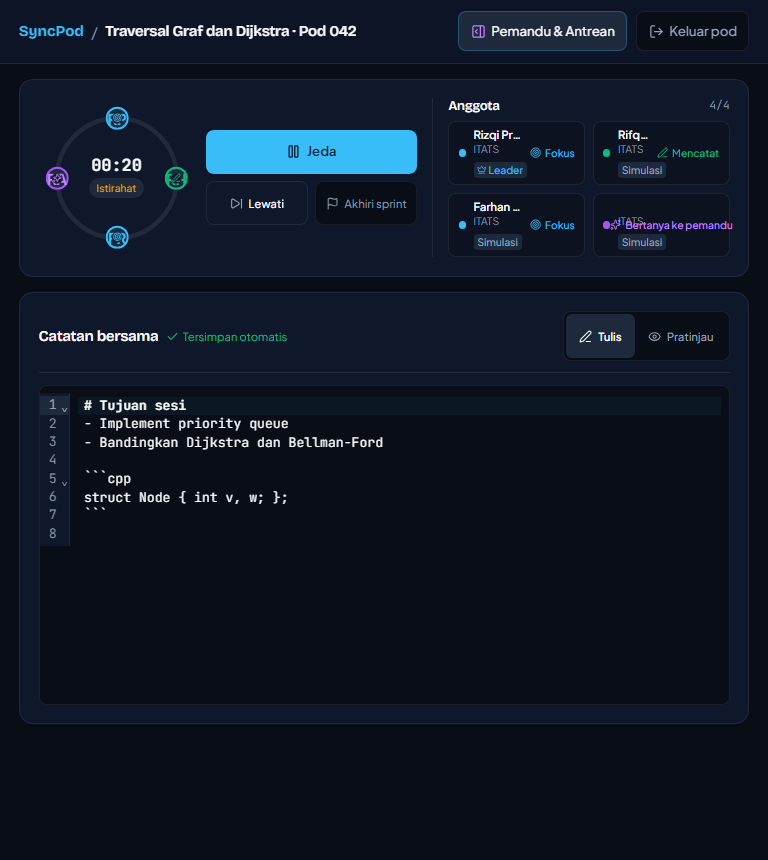 SyncPod / Traversal Graf dan Dijkstra · Pod 042
Pemandu & Antrean
Keluar pod
00:20
Istirahat
Jeda
Lewati
Akhiri sprint
Anggota
4/4
Rizqi Pr...
ITATS
Fokus
Leader
Rifq...
ITATS
Mencatat
Simulasi
Farhan ...
ITATS
Fokus
Simulasi
ITATS
Bertanya ke pemandu
Simulasi
Catatan bersama
Tersimpan otomatis
Tulis
Pratinjau
1 # Tujuan sesi
2 - Implement priority queue
3 - Bandingkan Dijkstra dan Bellman-Ford
4
5 ```cpp
6 struct Node { int v, w; };
7 ```
8